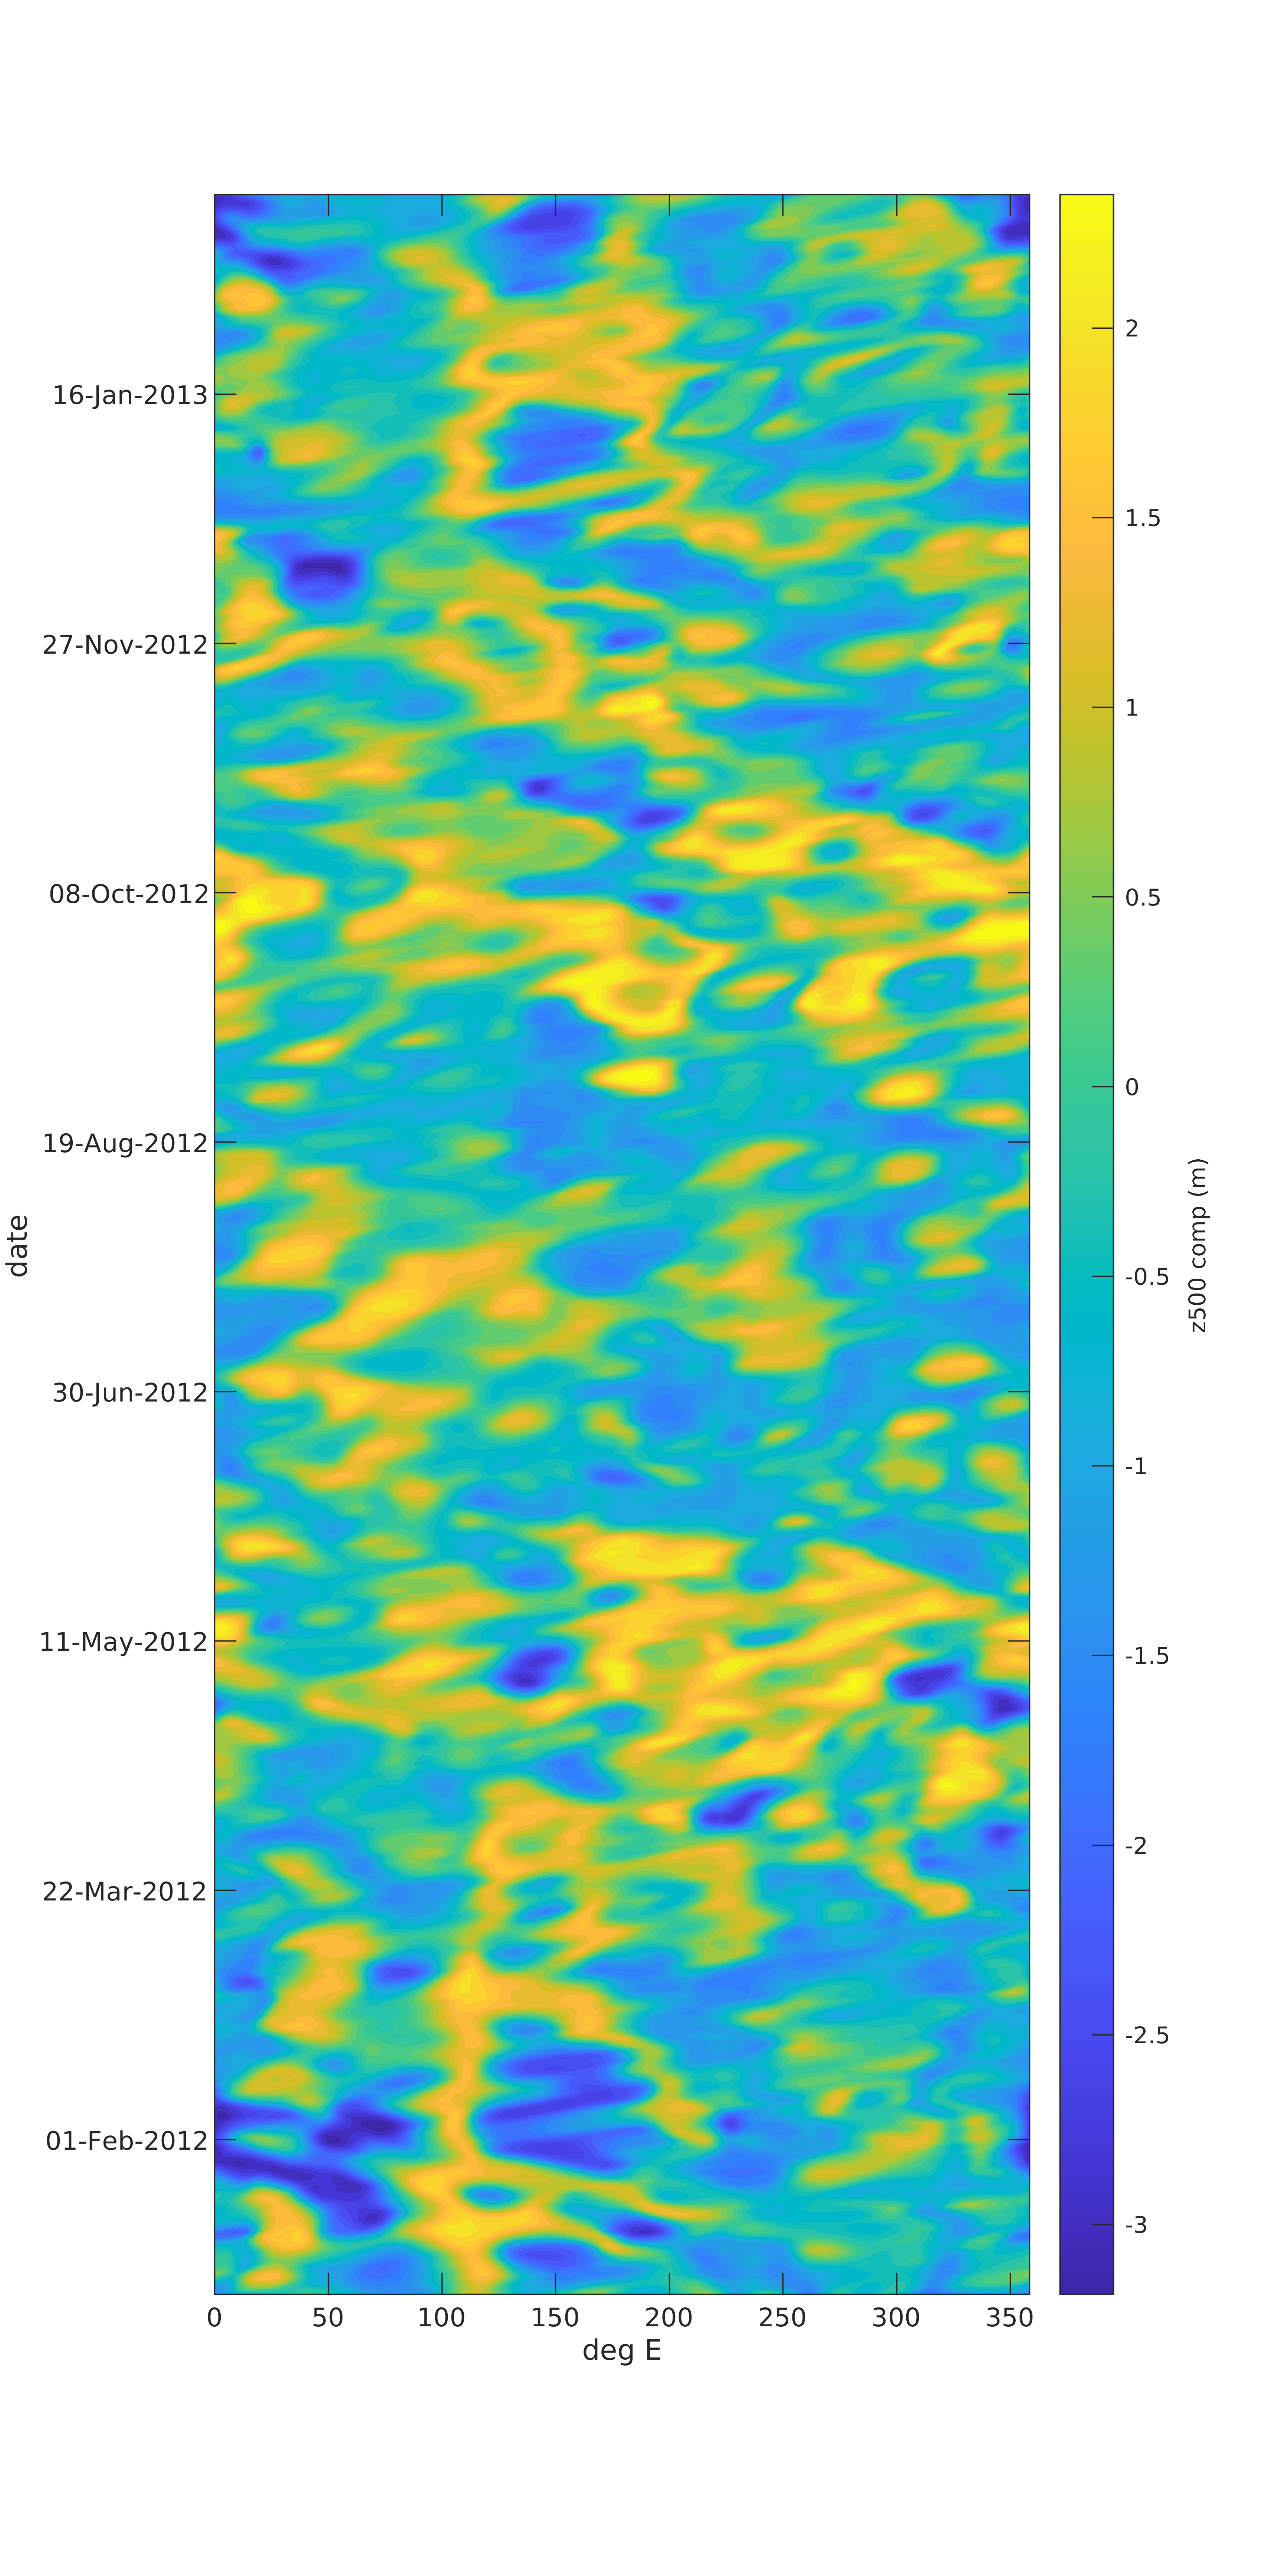 16-Jan-2013
27-Nov-2012
08-Oct-2012
19-Aug-2012
30-Jun-2012
11-May-2012
22-Mar-2012
01-Feb-2012
date
0 50 100 150 200 250 300 350
deg E
2
1.5
1
0.5
0
-0.5
-1
-1.5
-2
-2.5
-3
z500 comp (m)